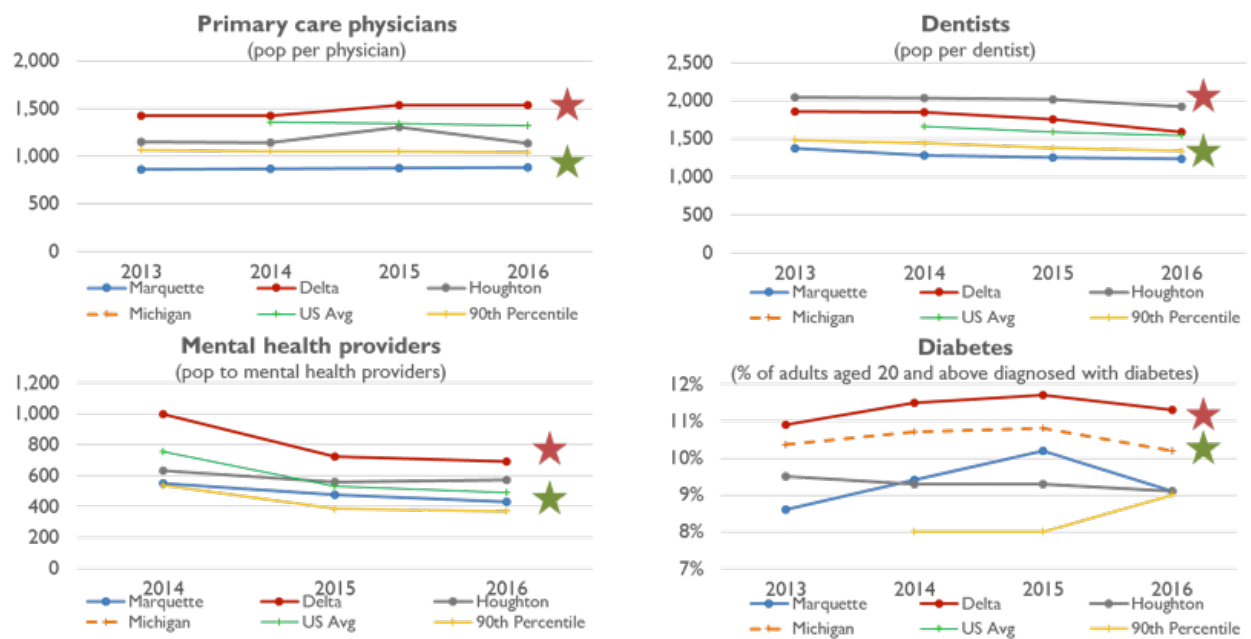 Primary care physicians
(pop per physician)
2,000
1,500
1,000
500
0
2013 2014 2015 2016
Marquette Delta Houghton
Michigan US Avg 90th Percentile
Dentists
(pop per dentist)
2,500
2,000
1,500
1,000
500
0
2013 2014 2015 2016
Marquette Delta Houghton
Michigan US Avg 90th Percentile
Mental health providers
(pop to mental health providers)
1,200
1,000
800
600
400
200
0
2014 2015 2016
Marquette Delta Houghton
Michigan US Avg 90th Percentile
Diabetes
(% of adults aged 20 and above diagnosed with diabetes)
12%
11%
10%
9%
8%
7%
2013 2014 2015 2016
Marquette Delta Houghton
Michigan US Avg 90th Percentile